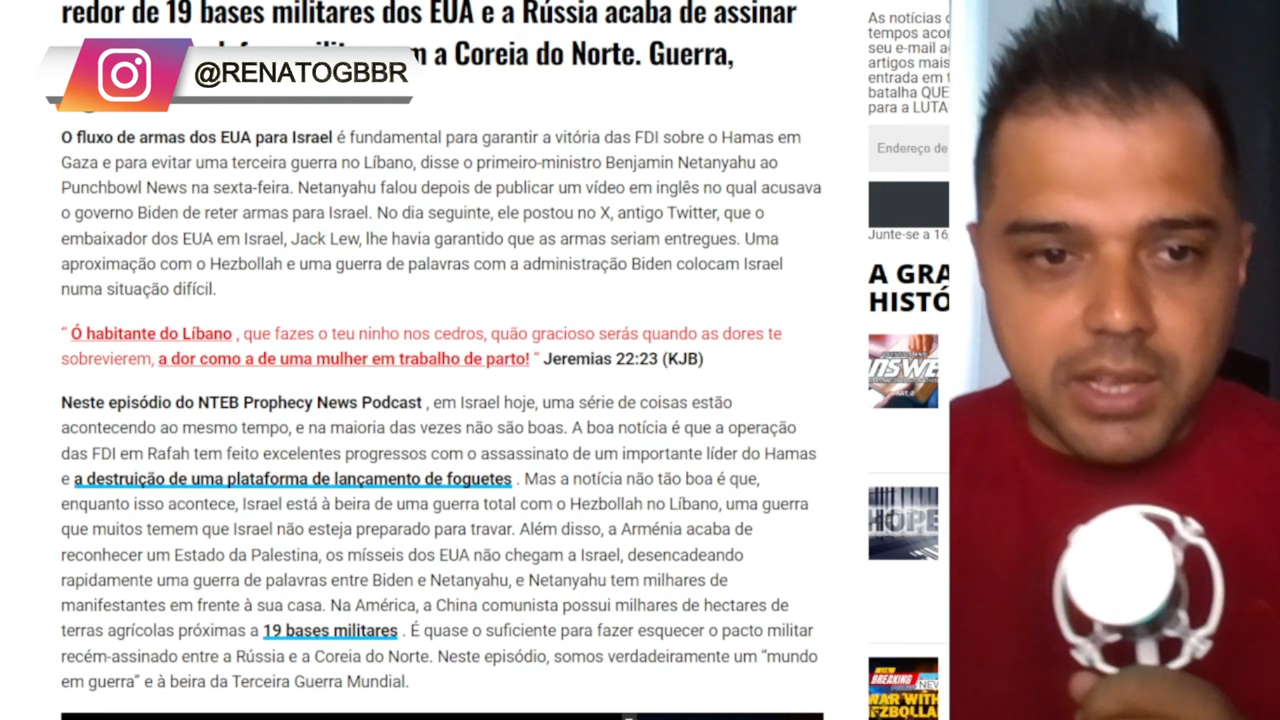 redor de 19 bases militares dos EUA e a Rússia acaba de assinar
a Coreia do Norte. Guerra,
@RENATOGBBR
O fluxo de armas dos EUA para Israel é fundamental para garantir a vitória das FDI sobre o Hamas em
Gaza e para evitar uma terceira guerra no Líbano, disse o primeiro-ministro Benjamin Netanyahu ao
Punchbowl News na sexta-feira. Netanyahu falou depois de publicar um vídeo em inglês no qual acusava
o governo Biden de reter armas para Israel. No dia seguinte, ele postou no X, antigo Twitter, que o
embaixador dos EUA em Israel, Jack Lew, lhe havia garantido que as armas seriam entregues. Uma
aproximação com o Hezbollah e uma guerra de palavras com a administração Biden colocam Israel
numa situação difícil.
“ Ó habitante do Líbano , que fazes o teu ninho nos cedros, quão gracioso serás quando as dores te
sobrevierem, a dor como a de uma mulher em trabalho de parto! “ Jeremias 22:23 (KJB)
Neste episódio do NTEB Prophecy News Podcast , em Israel hoje, uma série de coisas estão
acontecendo ao mesmo tempo, e na maioria das vezes não são boas. A boa notícia é que a operação
das FDI em Rafah tem feito excelentes progressos com o assassinato de um importante líder do Hamas
e a destruição de uma plataforma de lançamento de foguetes . Mas a notícia não tão boa é que,
enquanto isso acontece, Israel está à beira de uma guerra total com o Hezbollah no Líbano, uma guerra
que muitos temem que Israel não esteja preparado para travar. Além disso, a Arménia acaba de
reconhecer um Estado da Palestina, os mísseis dos EUA não chegam a Israel, desencadeando
rapidamente uma guerra de palavras entre Biden e Netanyahu, e Netanyahu tem milhares de
manifestantes em frente à sua casa. Na América, a China comunista possui milhares de hectares de
terras agrícolas próximas a 19 bases militares . É quase o suficiente para fazer esquecer o pacto militar
recém-assinado entre a Rússia e a Coreia do Norte. Neste episódio, somos verdadeiramente um “mundo
em guerra” e à beira da Terceira Guerra Mundial.
As notícias
tempos
seu e-mail
artigos mais
entrada em
batalha QUE
para a LUTA
Endereço de
Junte-se a 16,
A GRA
HISTÓ
HOPE
BREAKING
NEW
WAR WITH